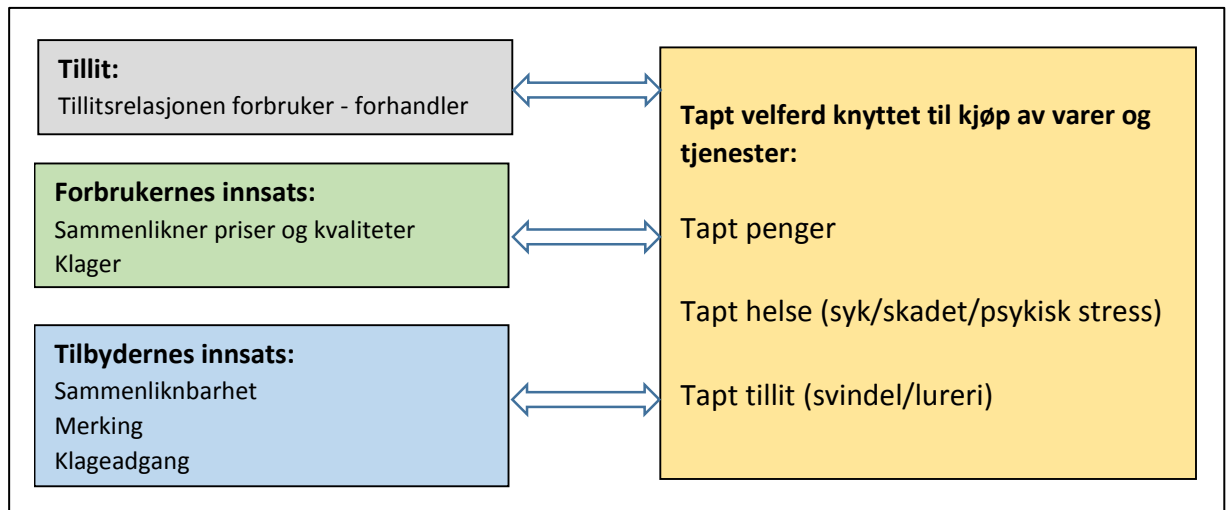 Tillit:
Tillitsrelasjonen forbruker - forhandler
Forbrukernes innsats:
Sammenlikner priser og kvaliteter
Klager
Tilbydernes innsats:
Sammenliknbarhet
Merking
Klageadgang
Tapt velferd knyttet til kjøp av varer og
tjenester:
Tapt penger
Tapt helse (syk/skadet/psykisk stress)
Tapt tillit (svindel/lureri)